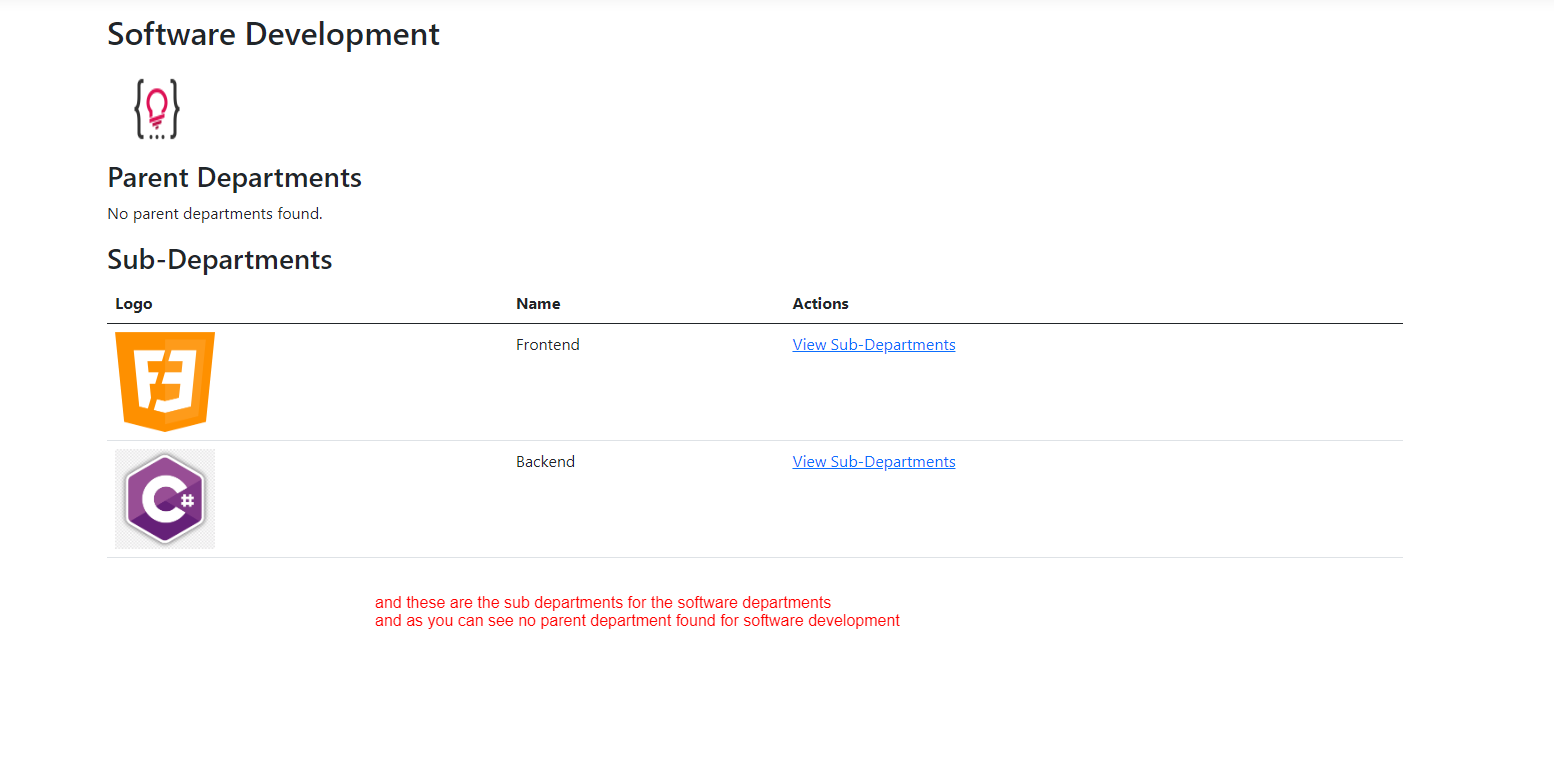 Software Development
Parent Departments
No parent departments found.
Sub-Departments
Logo Name Actions
Frontend View Sub-Departments
C# Backend View Sub-Departments
and these are the sub departments for the software departments
and as you can see no parent department found for software development